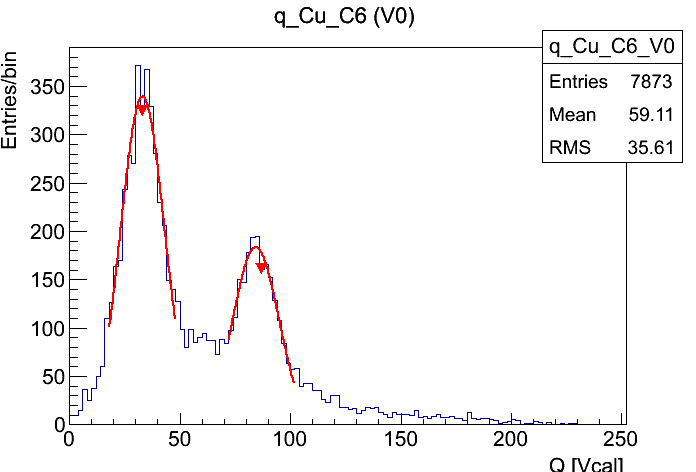 q_Cu_C6 (V0)
q_Cu_C6_V0
Entries 7873
Mean 59.11
RMS 35.61
Entries/bin
350
300
250
200
150
100
50
0
0 50 100 150 200 250
Q [Vcal]